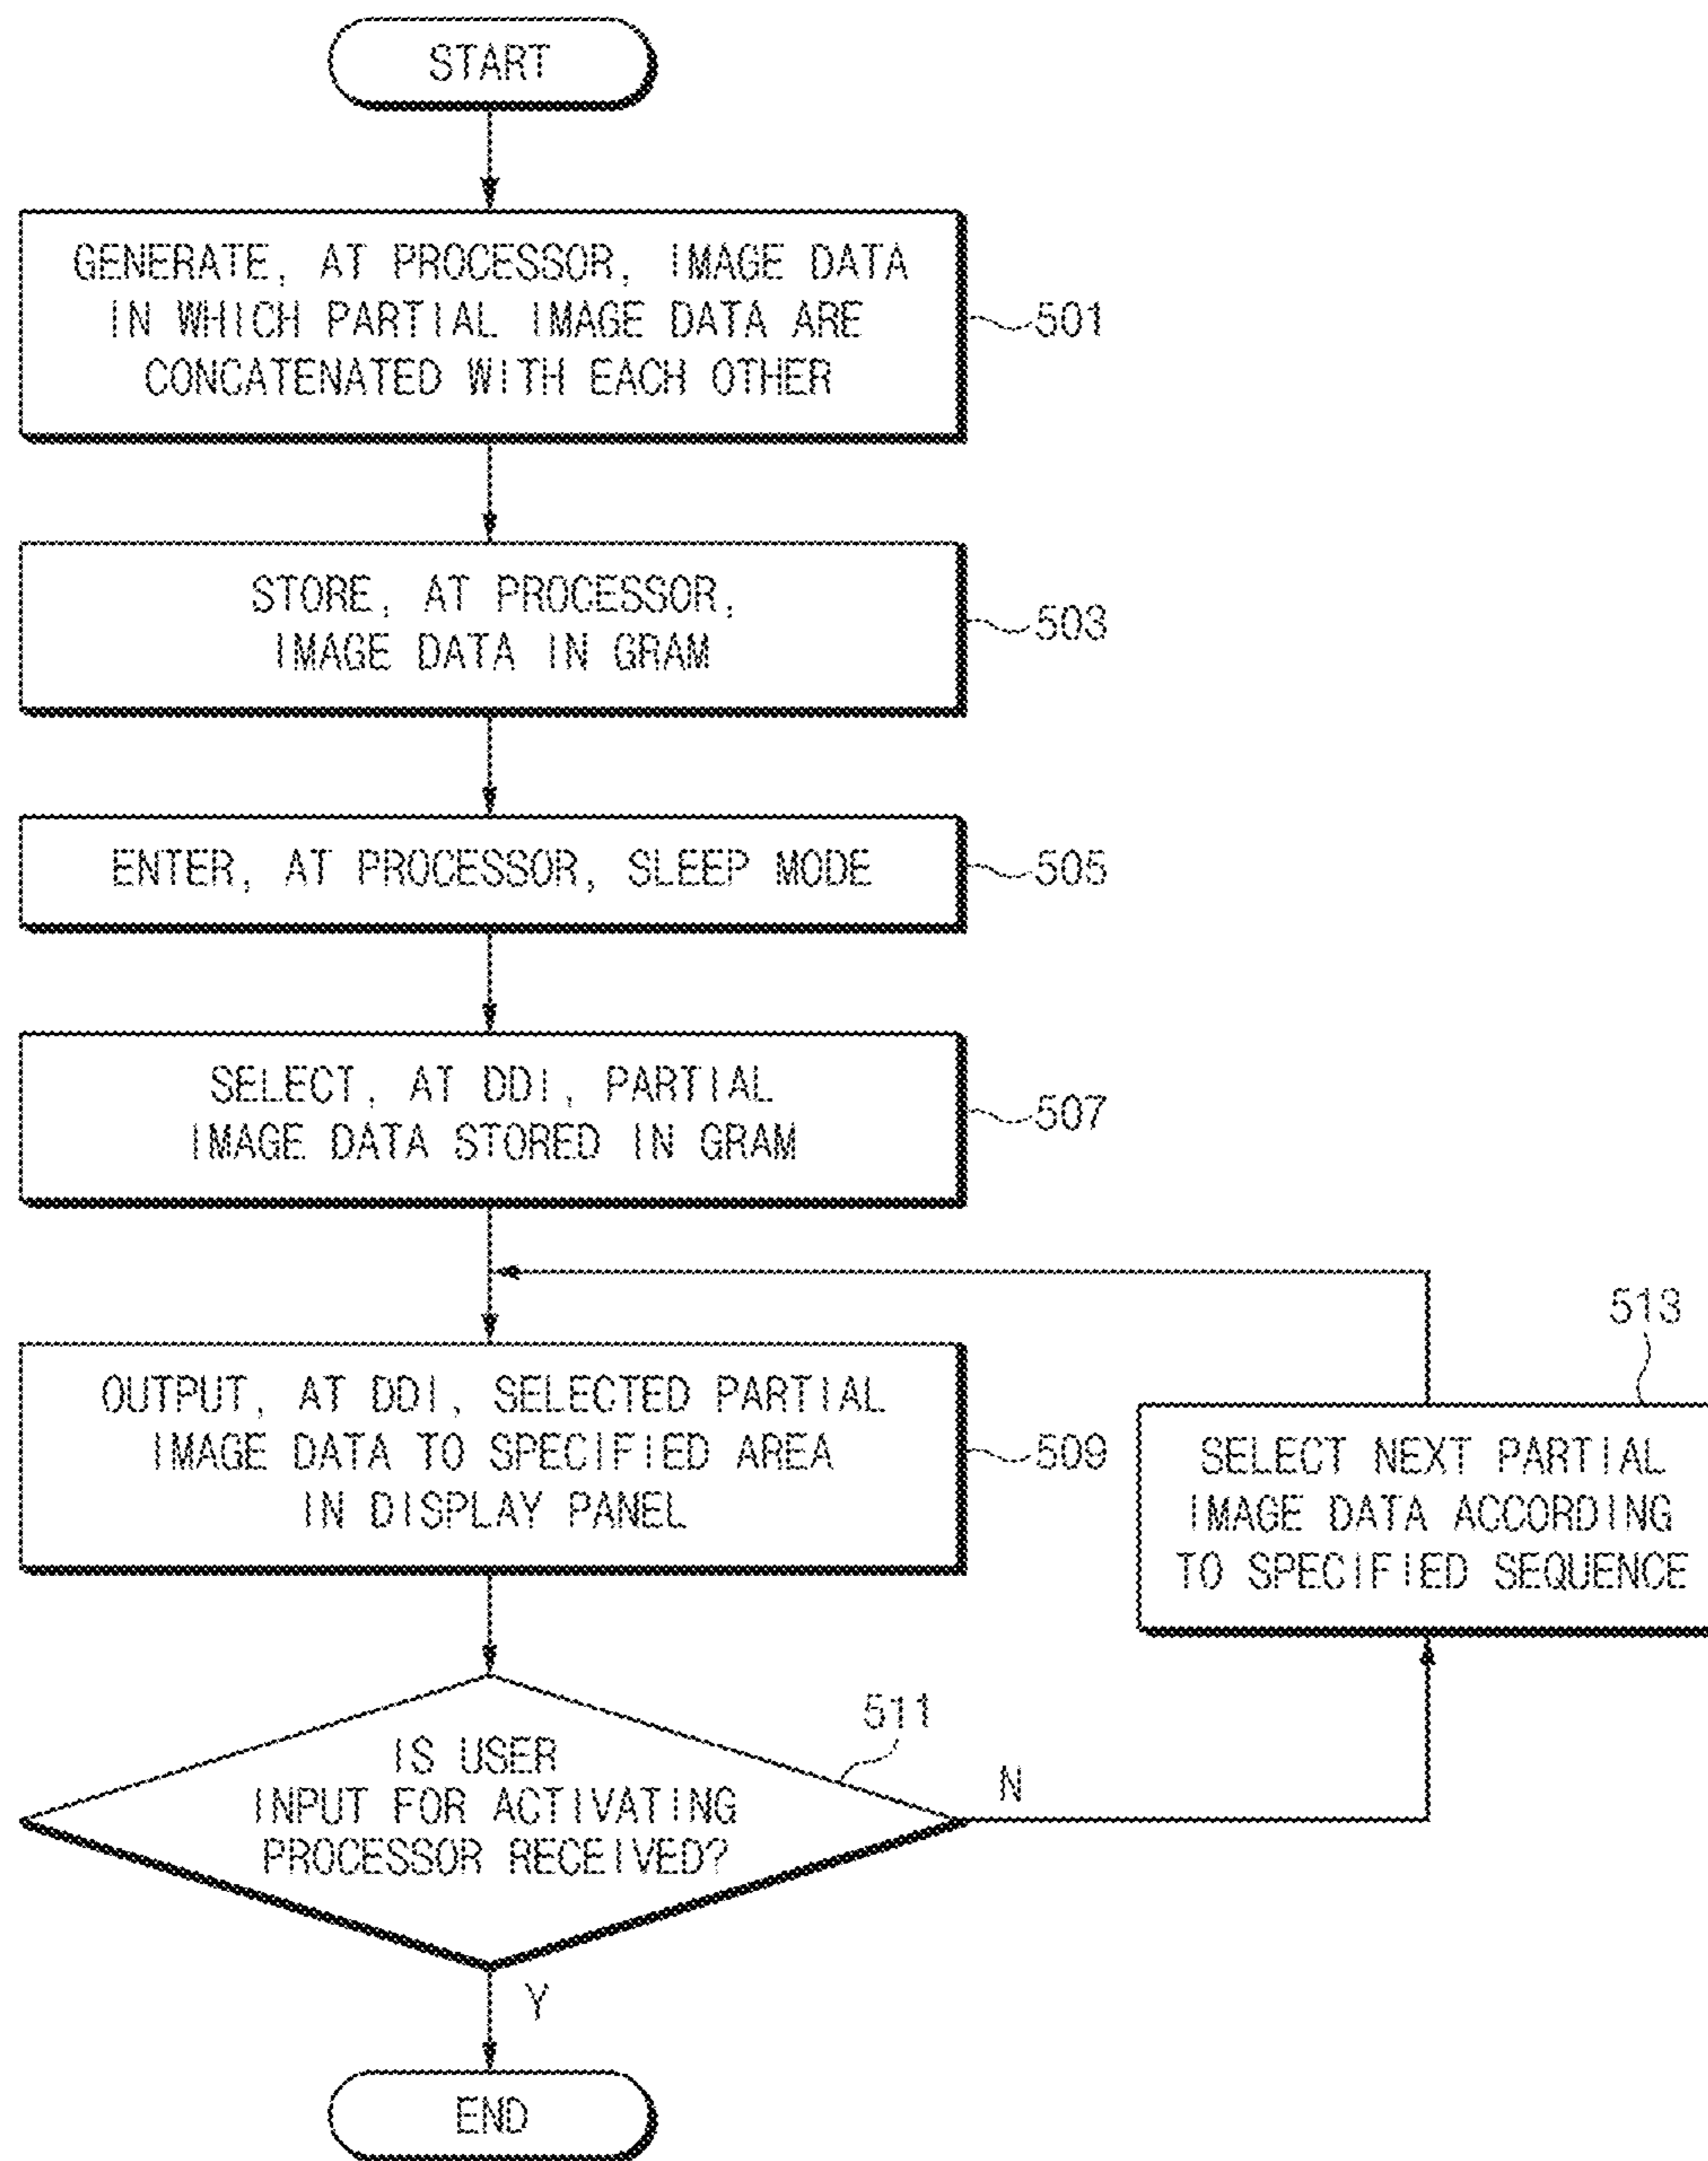 START
GENERATE, AT PROCESSOR, IMAGE DATA
IN WHICH PARTIAL IMAGE DATA ARE
CONCATENATED WITH EACH OTHER
501
STORE, AT PROCESSOR,
IMAGE DATA IN GRAM
503
ENTER, AT PROCESSOR, SLEEP MODE
505
SELECT, AT DDI, PARTIAL
IMAGE DATA STORED IN GRAM
507
OUTPUT, AT DDI, SELECTED PARTIAL
IMAGE DATA TO SPECIFIED AREA
IN DISPLAY PANEL
509
513
SELECT NEXT PARTIAL
IMAGE DATA ACCORDING
TO SPECIFIED SEQUENCE
511
IS USER
INPUT FOR ACTIVATING
PROCESSOR RECEIVED?
N
Y
END